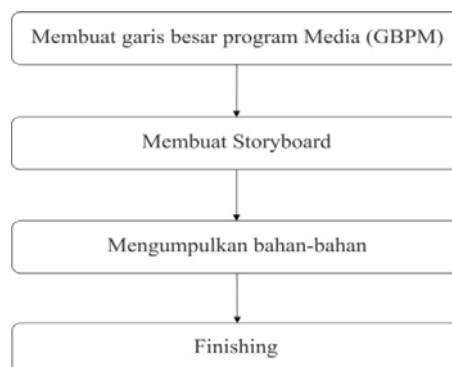 Membuat garis besar program Media (GBPM)
Membuat Storyboard
Mengumpulkan bahan-bahan
Finishing